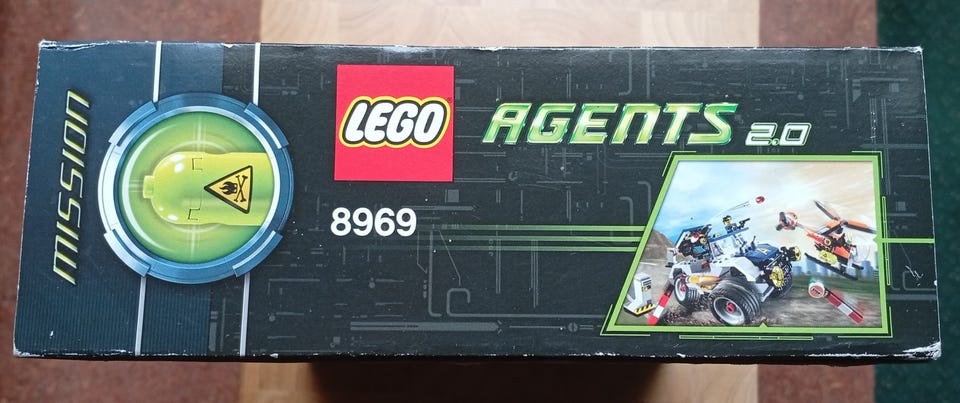 MISSION
LEGO
AGENTS 2.0
8969